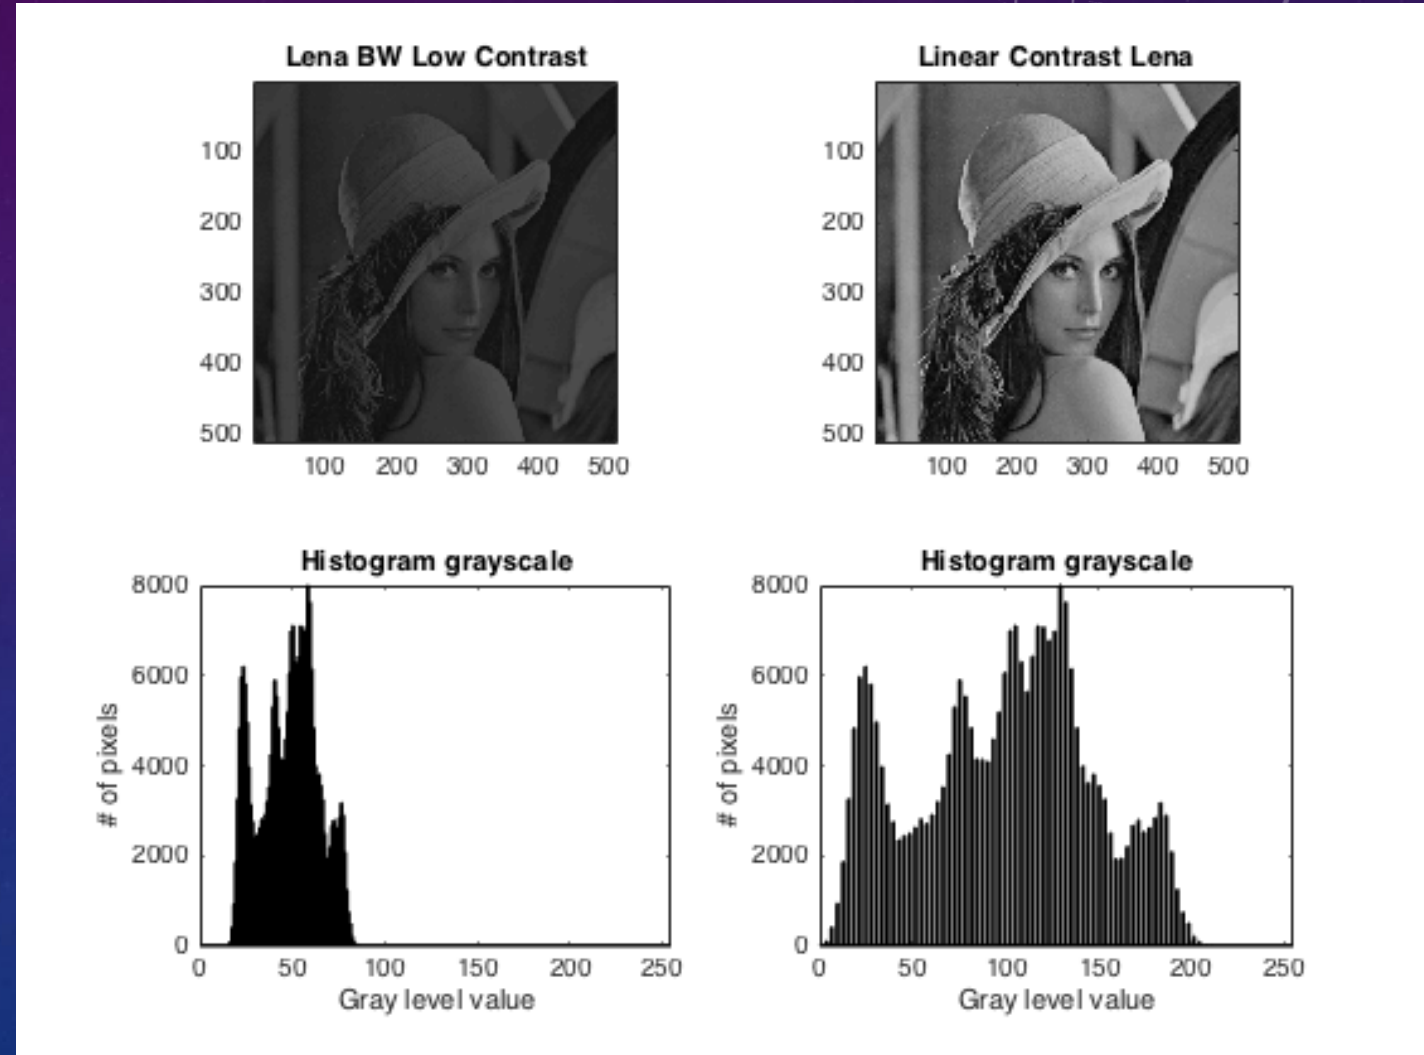 Lena BW Low Contrast
100
200
300
400
500
100 200 300 400 500
Linear Contrast Lena
100
200
300
400
500
100 200 300 400 500
Histogram grayscale
# of pixels
8000
6000
4000
2000
0
0 50 100 150 200 250
Gray level value
Histogram grayscale
# of pixels
8000
6000
4000
2000
0
0 50 100 150 200 250
Gray level value